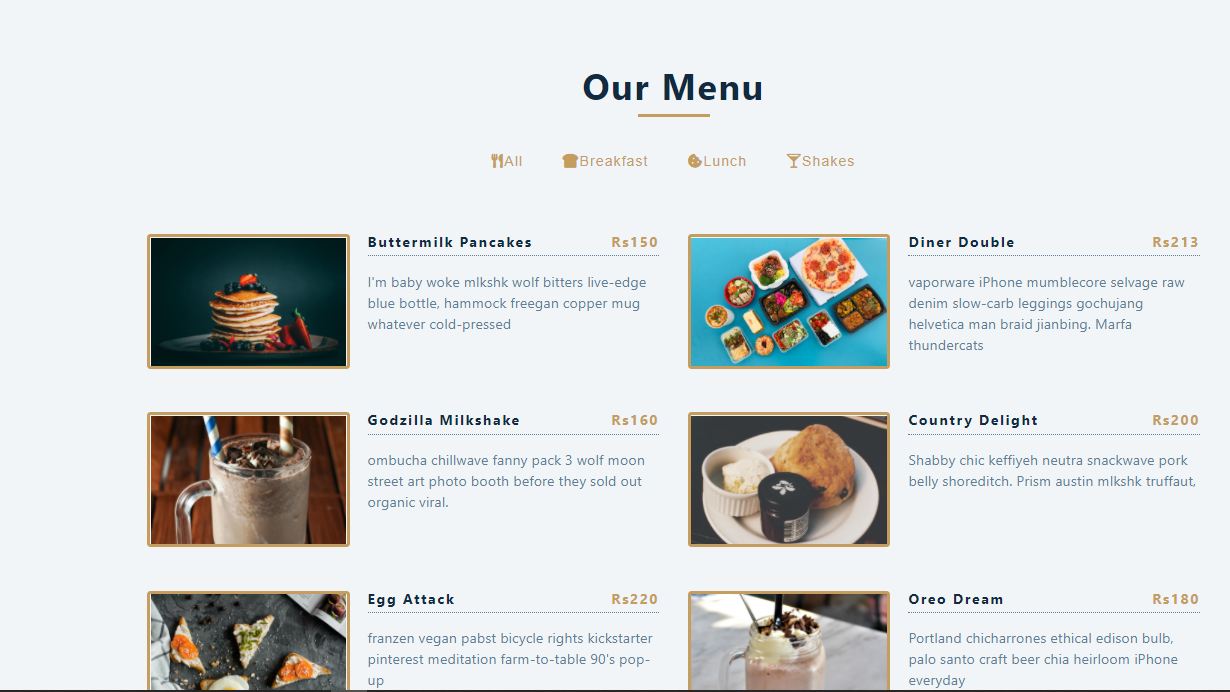 Our Menu
All Breakfast Lunch Shakes
Buttermilk Pancakes Rs150
I'm baby woke mlkshk wolf bitters live-edge
blue bottle, hammock freegan copper mug
whatever cold-pressed
Diner Double Rs213
vaporware iPhone mumblecore selvage raw
denim slow-carb leggings gochujang
helvetica man braid jianbing. Marfa
thundercats
Godzilla Milkshake Rs160
ombucha chillwave fanny pack 3 wolf moon
street art photo booth before they sold out
organic viral.
Country Delight Rs200
Shabby chic keffiyeh neutra snackwave pork
belly shoreditch. Prism austin mlkshk truffaut,
Egg Attack Rs220
franzen vegan pabst bicycle rights kickstarter
pinterest meditation farm-to-table 90's pop-
up
Oreo Dream Rs180
Portland chicharrones ethical edison bulb,
palo santo craft beer chia heirloom iPhone
everyday